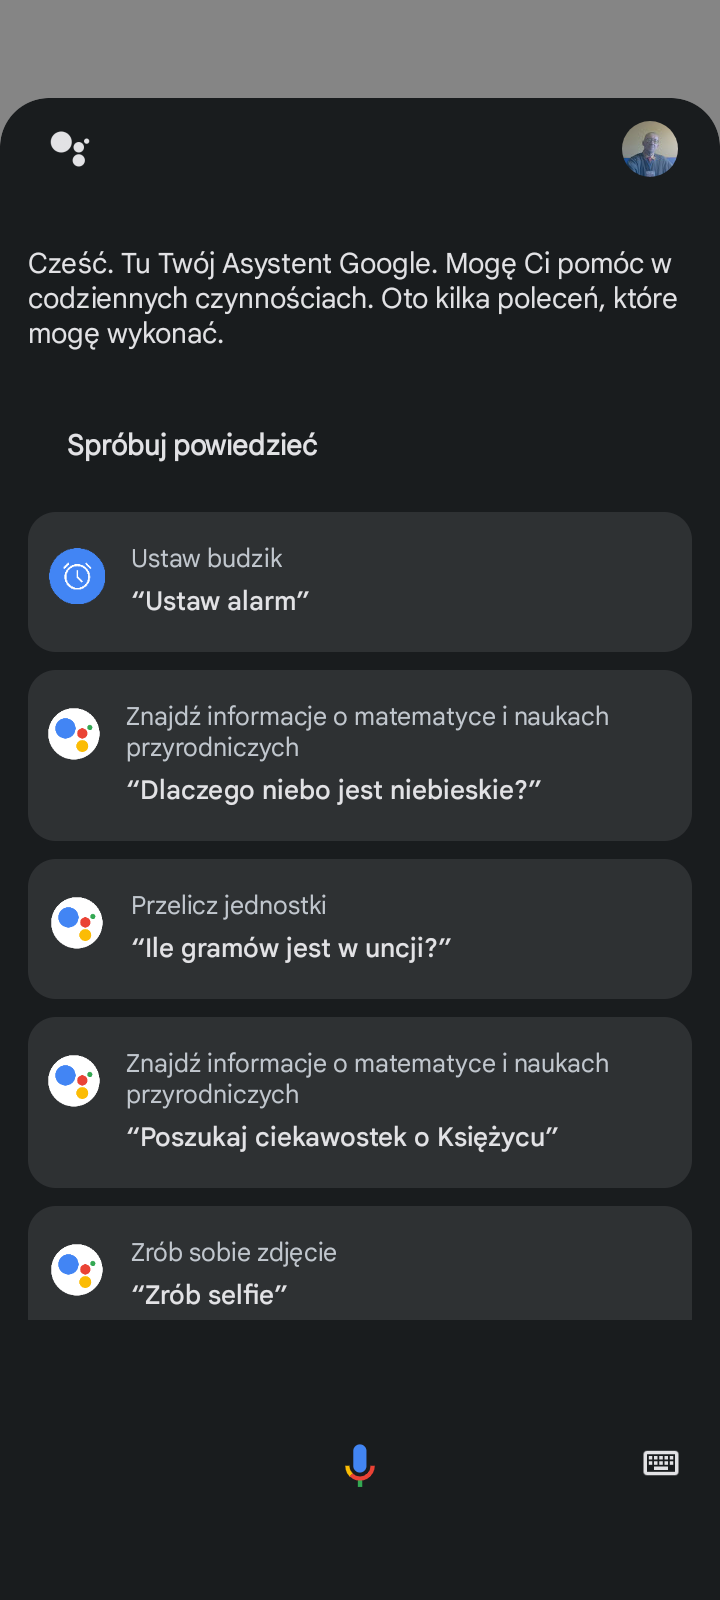 Cześć. Tu Twój Asystent Google. Mogę Ci pomóc w
codziennych czynnościach. Oto kilka poleceń, które
mogę wykonać.
Spróbuj powiedzieć
Ustaw budzik
“Ustaw alarm”
Znajdź informacje o matematyce i naukach
przyrodniczych
“Dlaczego niebo jest niebieskie?”
Przelicz jednostki
“Ile gramów jest w uncji?”
Znajdź informacje o matematyce i naukach
przyrodniczych
“Poszukaj ciekawostek o Księżycu”
Zrób sobie zdjęcie
“Zrób selfie”